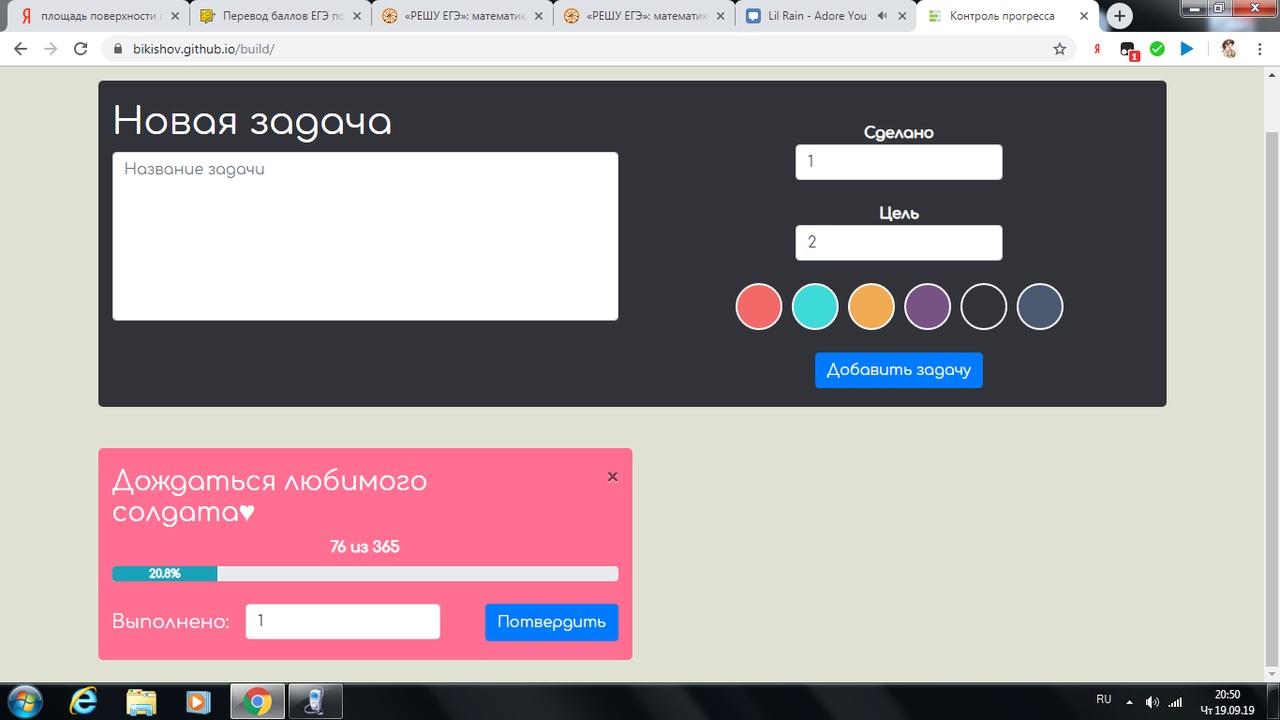 площадь поверхности
Перевод баллов ЕГЭ по
«РЕШУ ЕГЭ»: математик
«РЕШУ ЕГЭ»: математик
Lil Rain - Adore You
Контроль прогресса
bikishov.github.io/build/
Новая задача
Название задачи
Сделано
1
Цель
2
Добавить задачу
Дождаться любимого
солдата♥
76 из 365
20.8%
Выполнено:
1
Потвердить
RU
20:50
Чт 19.09.19